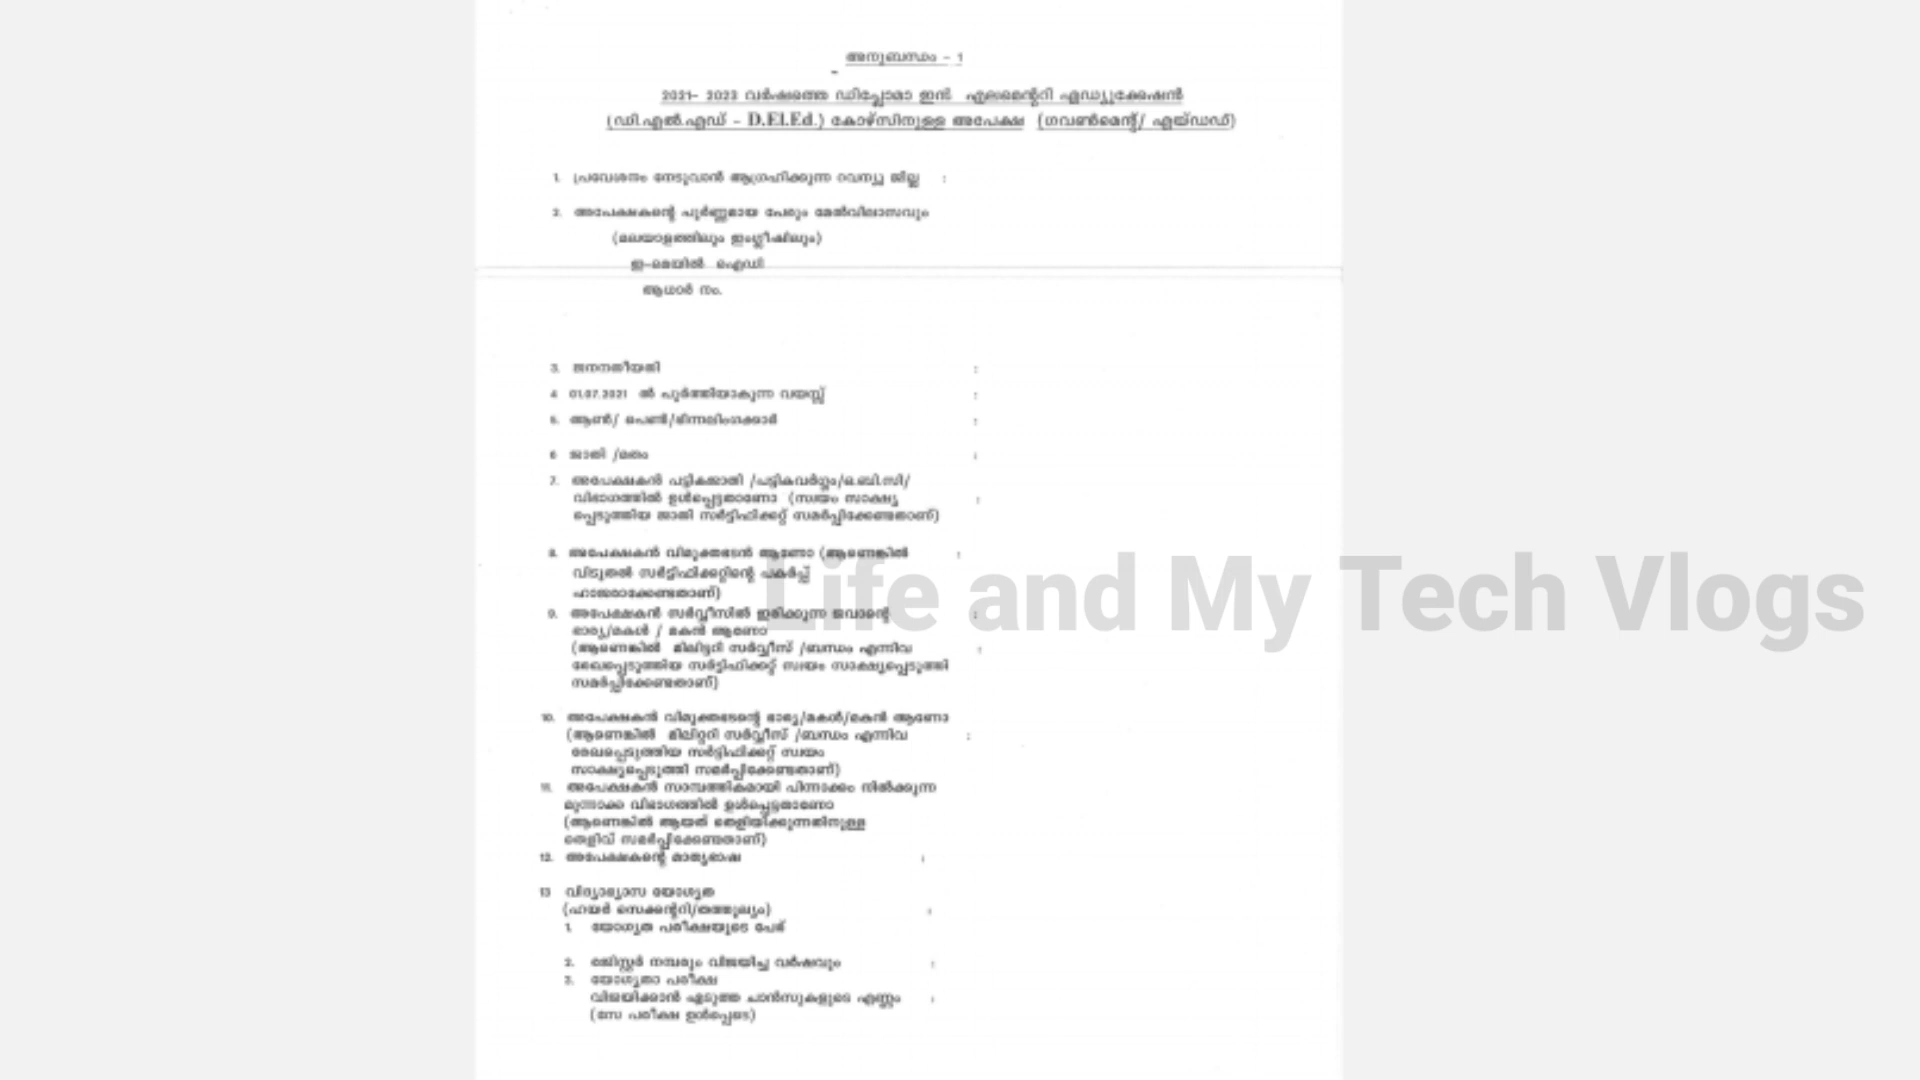 അനുബന്ധം - 1
2021- 2023 വർഷത്തെ ഡിപ്ലോമാ ഇൻ എലമെന്ററി എഡ്യുക്കേഷൻ
(ഡി.എൽ.എഡ് - D.El.Ed.) കോഴ്സിനുള്ള അപേക്ഷ (ഗവൺമെന്റ്/ എയ്ഡഡ്)
1. പ്രവേശനം നേടുവാൻ ആഗ്രഹിക്കുന്ന റവന്യൂ ജില്ല :
2. അപേക്ഷകന്റെ പൂർണ്ണമായ പേരും മേൽവിലാസവും
(മലയാളത്തിലും ഇംഗ്ലീഷിലും)
ഇ-മെയിൽ ഐഡി
ആധാർ നം.
3. ജനനതീയതി :
4 01.07.2021 ൽ പൂർത്തിയാകുന്ന വയസ്സ് :
5. ആൺ/ പെൺ/ഭിന്നലിംഗക്കാർ :
6 ജാതി /മതം :
7. അപേക്ഷകൻ പട്ടികജാതി /പട്ടികവർഗ്ഗം/ഒ.ബി.സി/
വിഭാഗത്തിൽ ഉൾപ്പെട്ടതാണോ (സ്വയം സാക്ഷ്യ :
പ്പെടുത്തിയ ജാതി സർട്ടിഫിക്കറ്റ് സമർപ്പിക്കേണ്ടതാണ്)
8. അപേക്ഷകൻ വിമുക്തഭടൻ ആണോ (ആണെങ്കിൽ :
വിടുതൽ സർട്ടിഫിക്കറ്റിന്റെ പകർപ്പ്
ഹാജരാക്കേണ്ടതാണ്)
9. അപേക്ഷകൻ സർവ്വീസിൽ ഇരിക്കുന്ന ജവാന്റെ :
ഭാര്യ/മകൾ / മകൻ ആണോ
(ആണെങ്കിൽ മിലിട്ടറി സർവ്വീസ് /ബന്ധം എന്നിവ :
രേഖപ്പെടുത്തിയ സർട്ടിഫിക്കറ്റ് സ്വയം സാക്ഷ്യപ്പെടുത്തി
സമർപ്പിക്കേണ്ടതാണ്)
10. അപേക്ഷകൻ വിമുക്തഭടന്റെ ഭാര്യ/മകൾ/മകൻ ആണോ
(ആണെങ്കിൽ മിലിറ്ററി സർവ്വീസ് /ബന്ധം എന്നിവ :
രേഖപ്പെടുത്തിയ സർട്ടിഫിക്കറ്റ് സ്വയം
സാക്ഷ്യപ്പെടുത്തി സമർപ്പിക്കേണ്ടതാണ്)
11. അപേക്ഷകൻ സാമ്പത്തികമായി പിന്നാക്കം നിൽക്കുന്ന
മുന്നാക്ക വിഭാഗത്തിൽ ഉൾപ്പെട്ടതാണോ
(ആണെങ്കിൽ ആയത് തെളിയിക്കുന്നതിനുള്ള
തെളിവ് സമർപ്പിക്കേണ്ടതാണ്)
12. അപേക്ഷകന്റെ മാതൃഭാഷ :
13 വിദ്യാഭ്യാസ യോഗ്യത
(ഹയർ സെക്കന്ററി/തത്തുല്യം) :
1. യോഗ്യത പരീക്ഷയുടെ പേര്
2. രജിസ്റ്റർ നമ്പരും വിജയിച്ച വർഷവും :
3. യോഗ്യതാ പരീക്ഷ
വിജയിക്കാൻ എടുത്ത ചാൻസുകളുടെ എണ്ണം :
(സേ പരീക്ഷ ഉൾപ്പെടെ)
Life and My Tech Vlogs